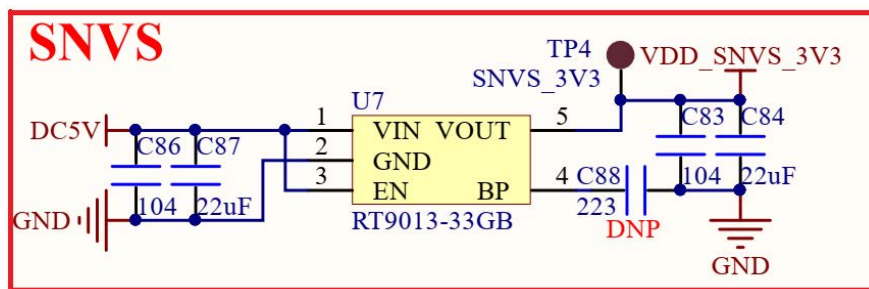 SNVS
TP4
VDD_SNVS_3V3
SNVS_3V3
U7
DC5V
1
VIN
VOUT
5
C83
C84
C86
C87
2
GND
3
EN
BP
4
C88
104
22uF
GND
104
22uF
RT9013-33GB
223
DNP
GND